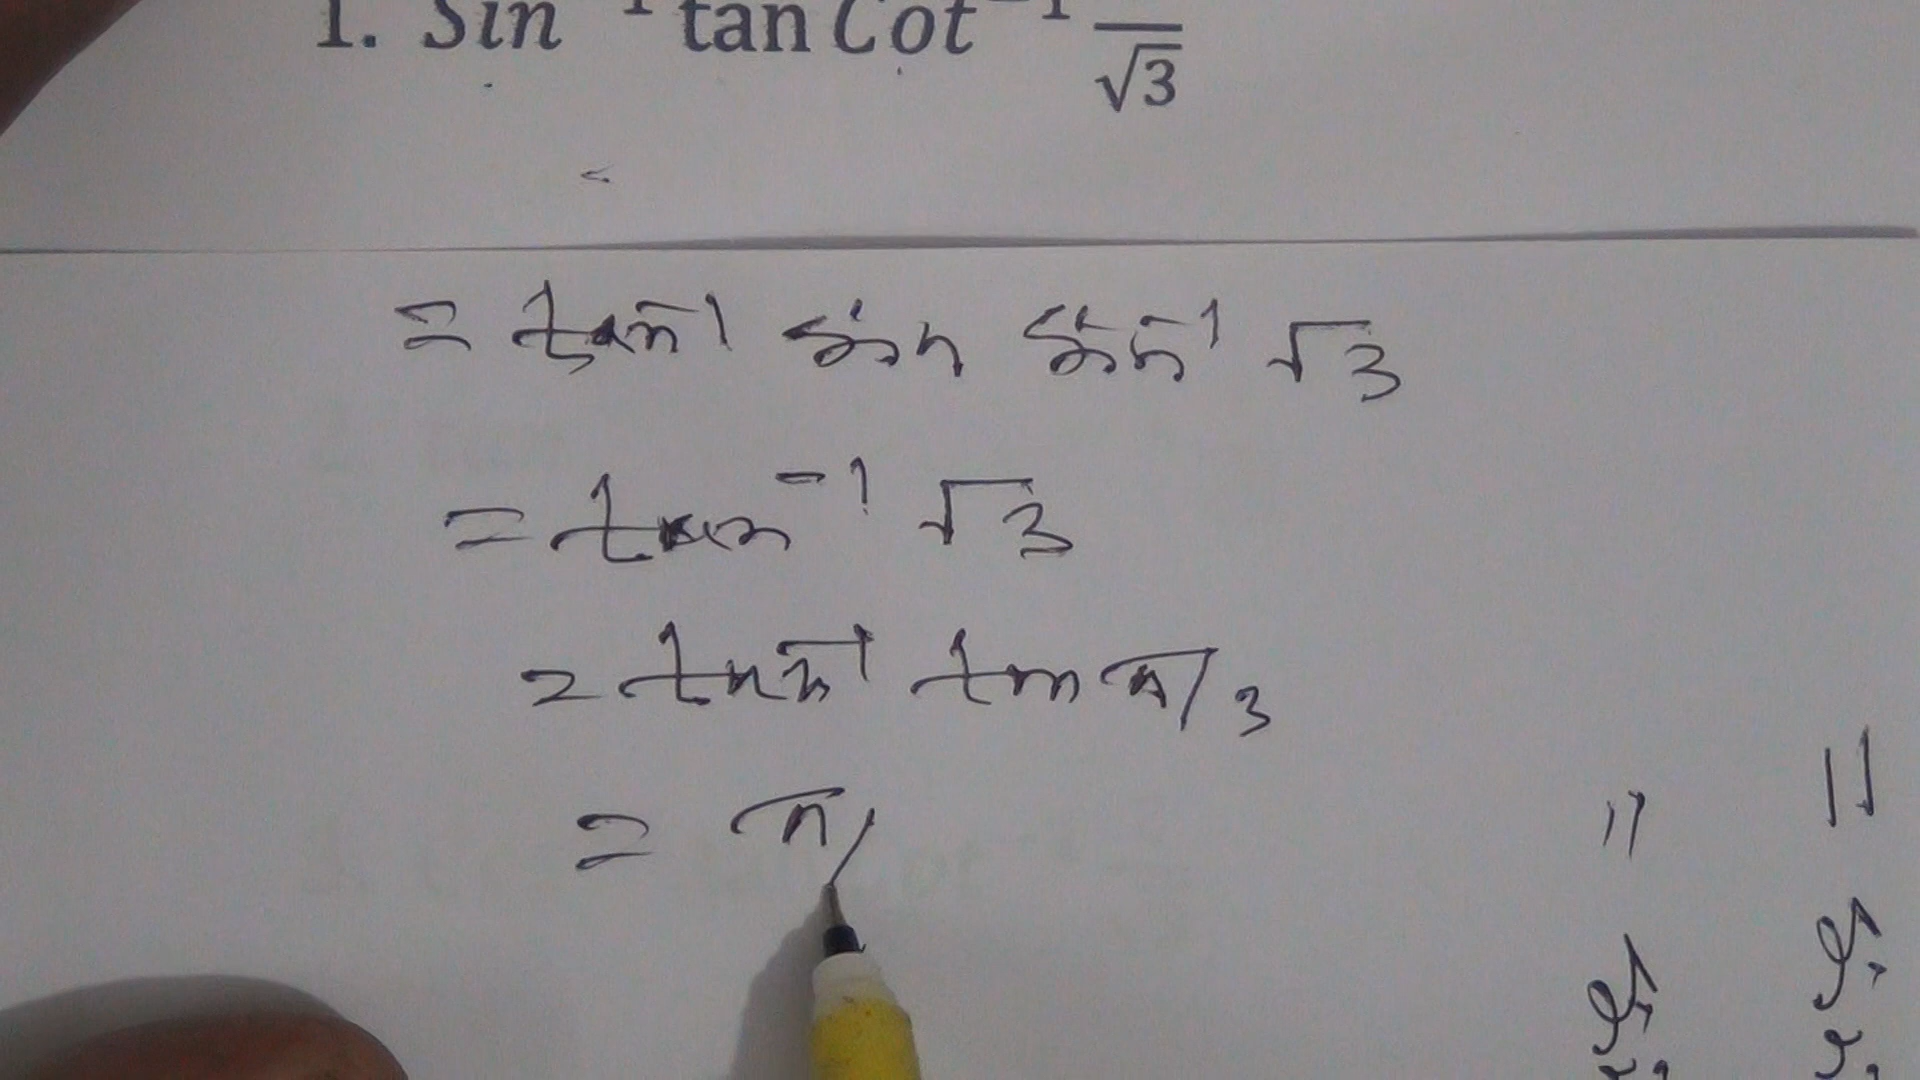 1. Sin⁻¹ tan Cot⁻¹ 1/√3
= tan⁻¹ sin sin⁻¹ √3
= tan⁻¹ √3
= tan⁻¹ tan π/3
= π/